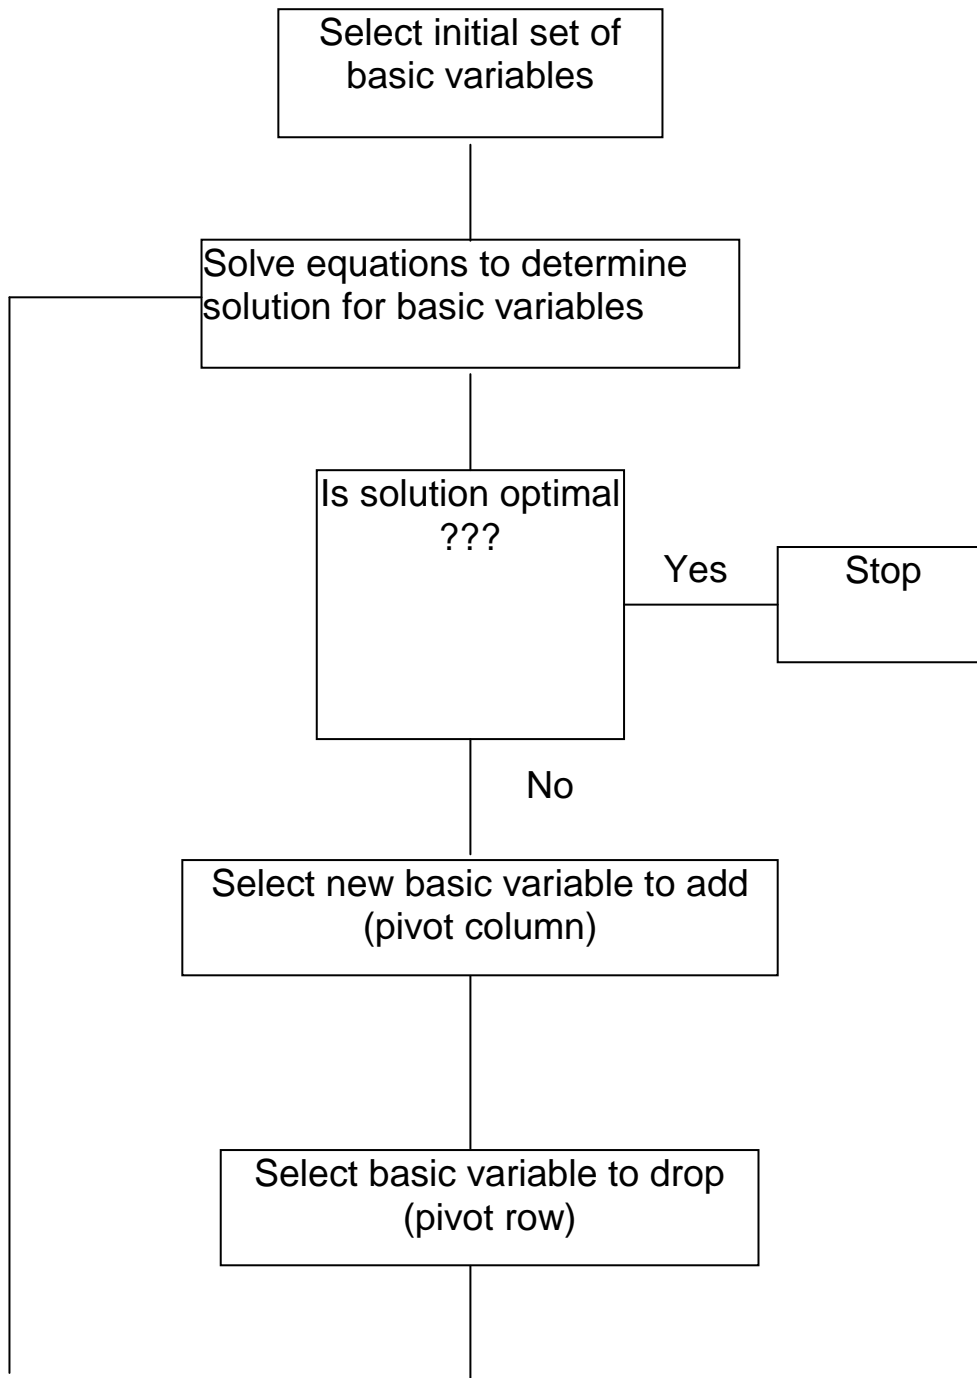 Select initial set of
basic variables
Solve equations to determine
solution for basic variables
Is solution optimal
???
Yes
Stop
No
Select new basic variable to add
(pivot column)
Select basic variable to drop
(pivot row)